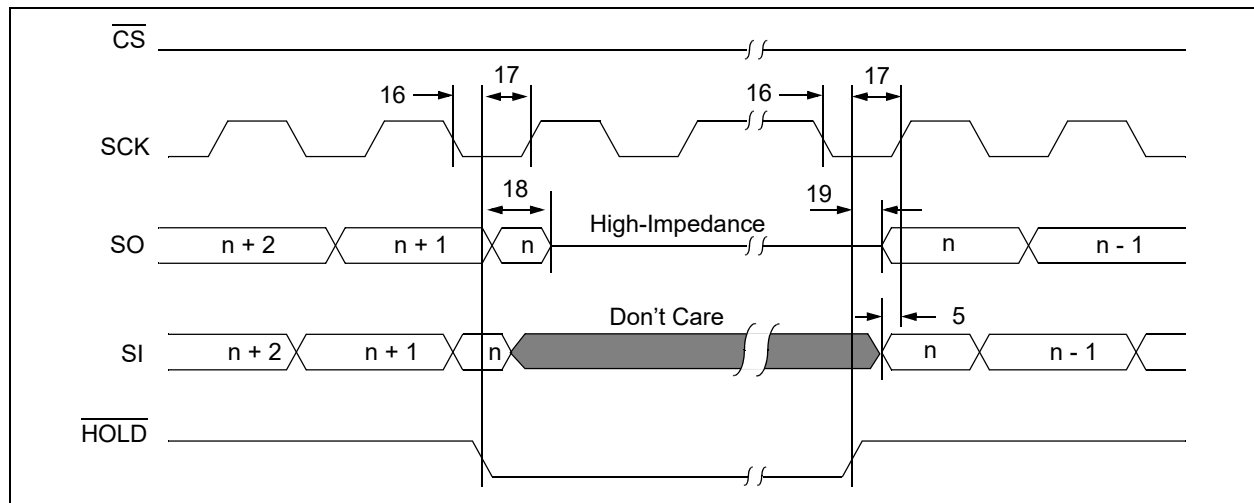 CS
17
17
16
16
SCK
18
19
High-Impedance
SO
n + 2
n + 1
n
n
n - 1
Don't Care
5
SI
n + 2
n + 1
n
n
n - 1
HOLD